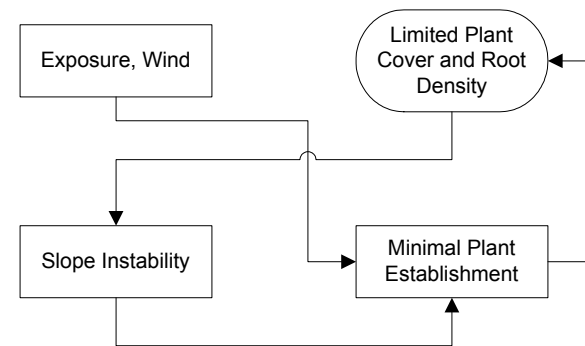 Exposure, Wind
Limited Plant
Cover and Root
Density
Slope Instability
Minimal Plant
Establishment